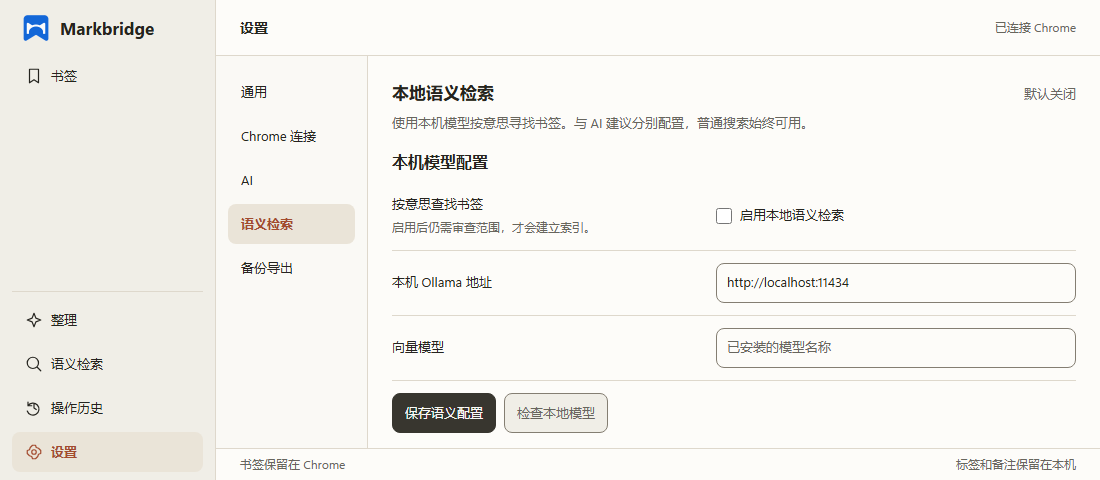 Markbridge
书签
整理
语义检索
操作历史
设置
设置
已连接 Chrome
通用
Chrome 连接
AI
语义检索
备份导出
本地语义检索
默认关闭
使用本机模型按意思寻找书签。与 AI 建议分别配置，普通搜索始终可用。
本机模型配置
按意思查找书签
启用后仍需审查范围，才会建立索引。
启用本地语义检索
本机 Ollama 地址
http://localhost:11434
向量模型
已安装的模型名称
保存语义配置
检查本地模型
书签保留在 Chrome
标签和备注保留在本机